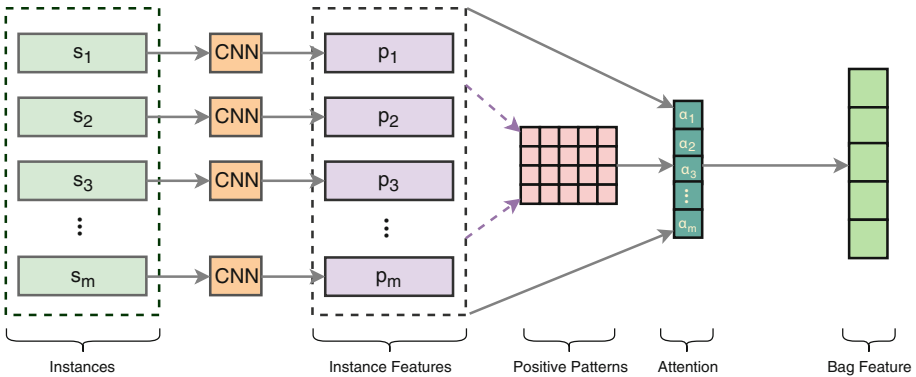 s1 CNN p1
s2 CNN p2
s3 CNN p3
⋮ ⋮
sm CNN pm
α1
α2
α3
⋮
αm
Instances Instance Features Positive Patterns Attention Bag Feature